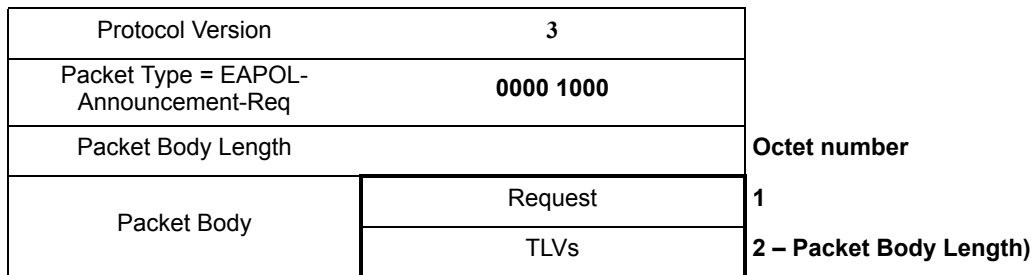 Protocol Version 3
Packet Type = EAPOL-
Announcement-Req 0000 1000
Packet Body Length Octet number
Packet Body Request 1
TLVs 2 – Packet Body Length)